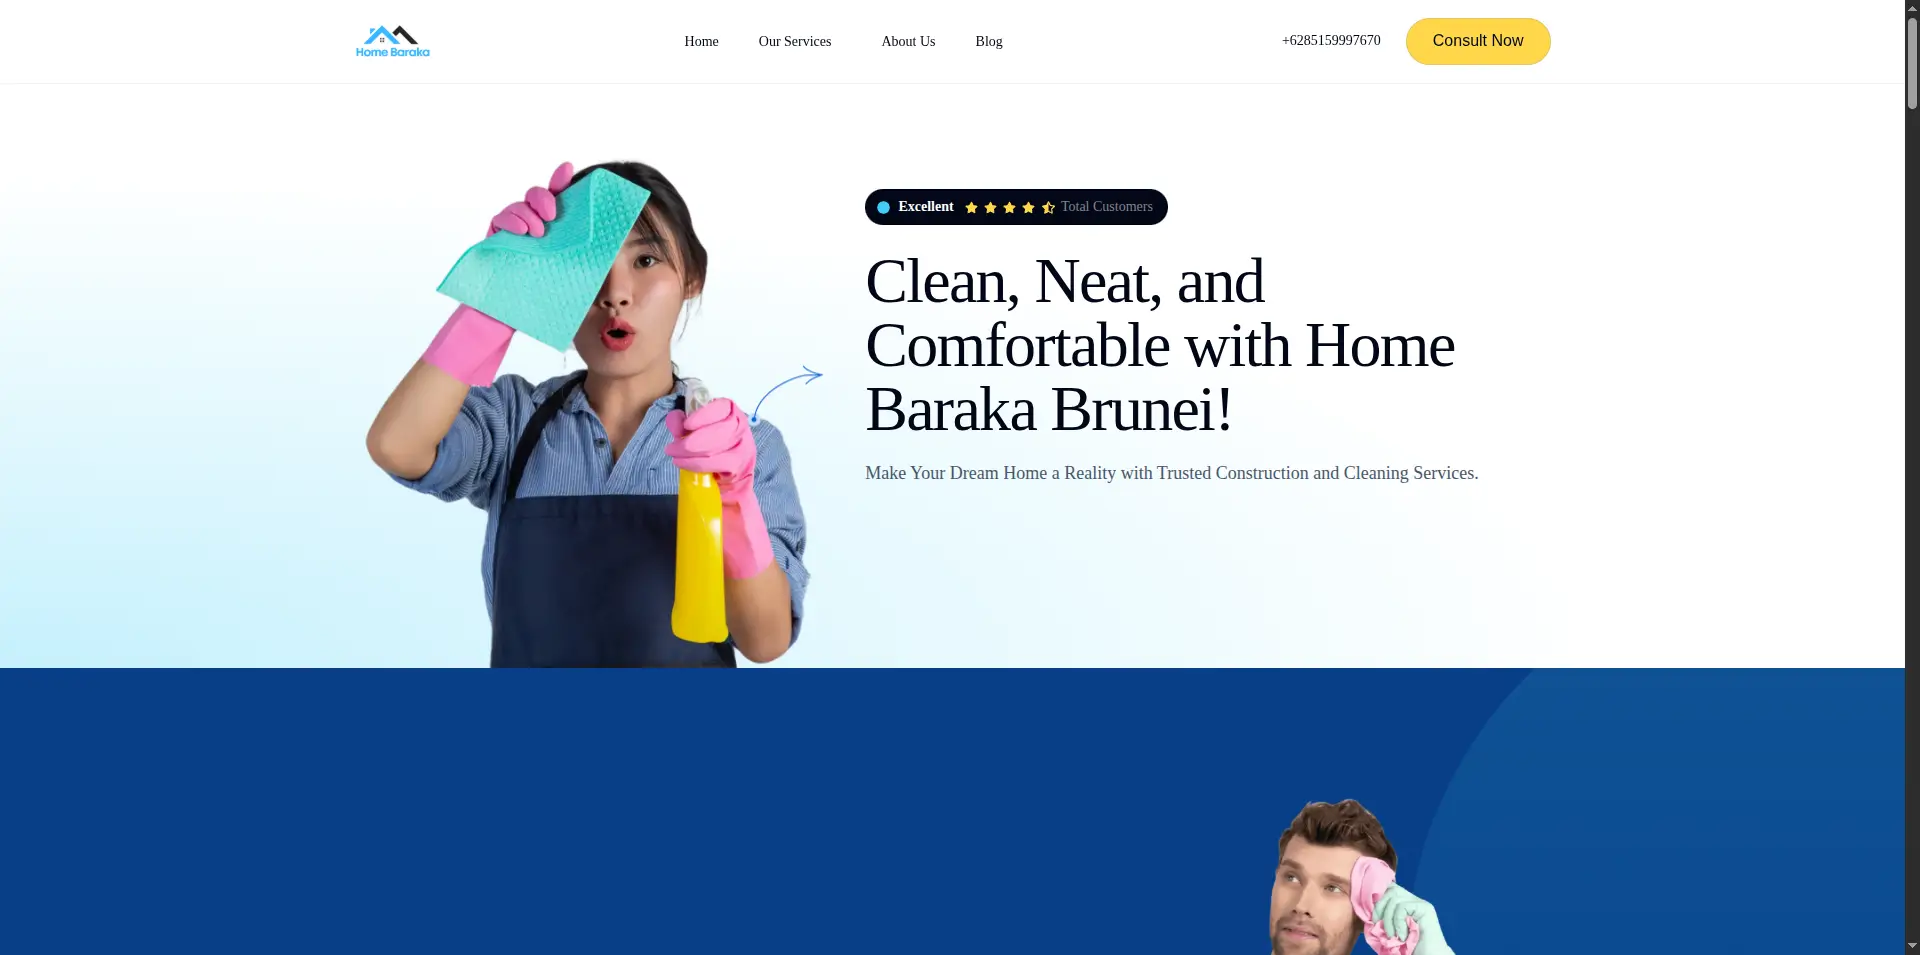 Home Baraka
Home
Our Services
About Us
Blog
+6285159997670
Consult Now
Excellent
Total Customers
Clean, Neat, and
Comfortable with Home
Baraka Brunei!
Make Your Dream Home a Reality with Trusted Construction and Cleaning Services.